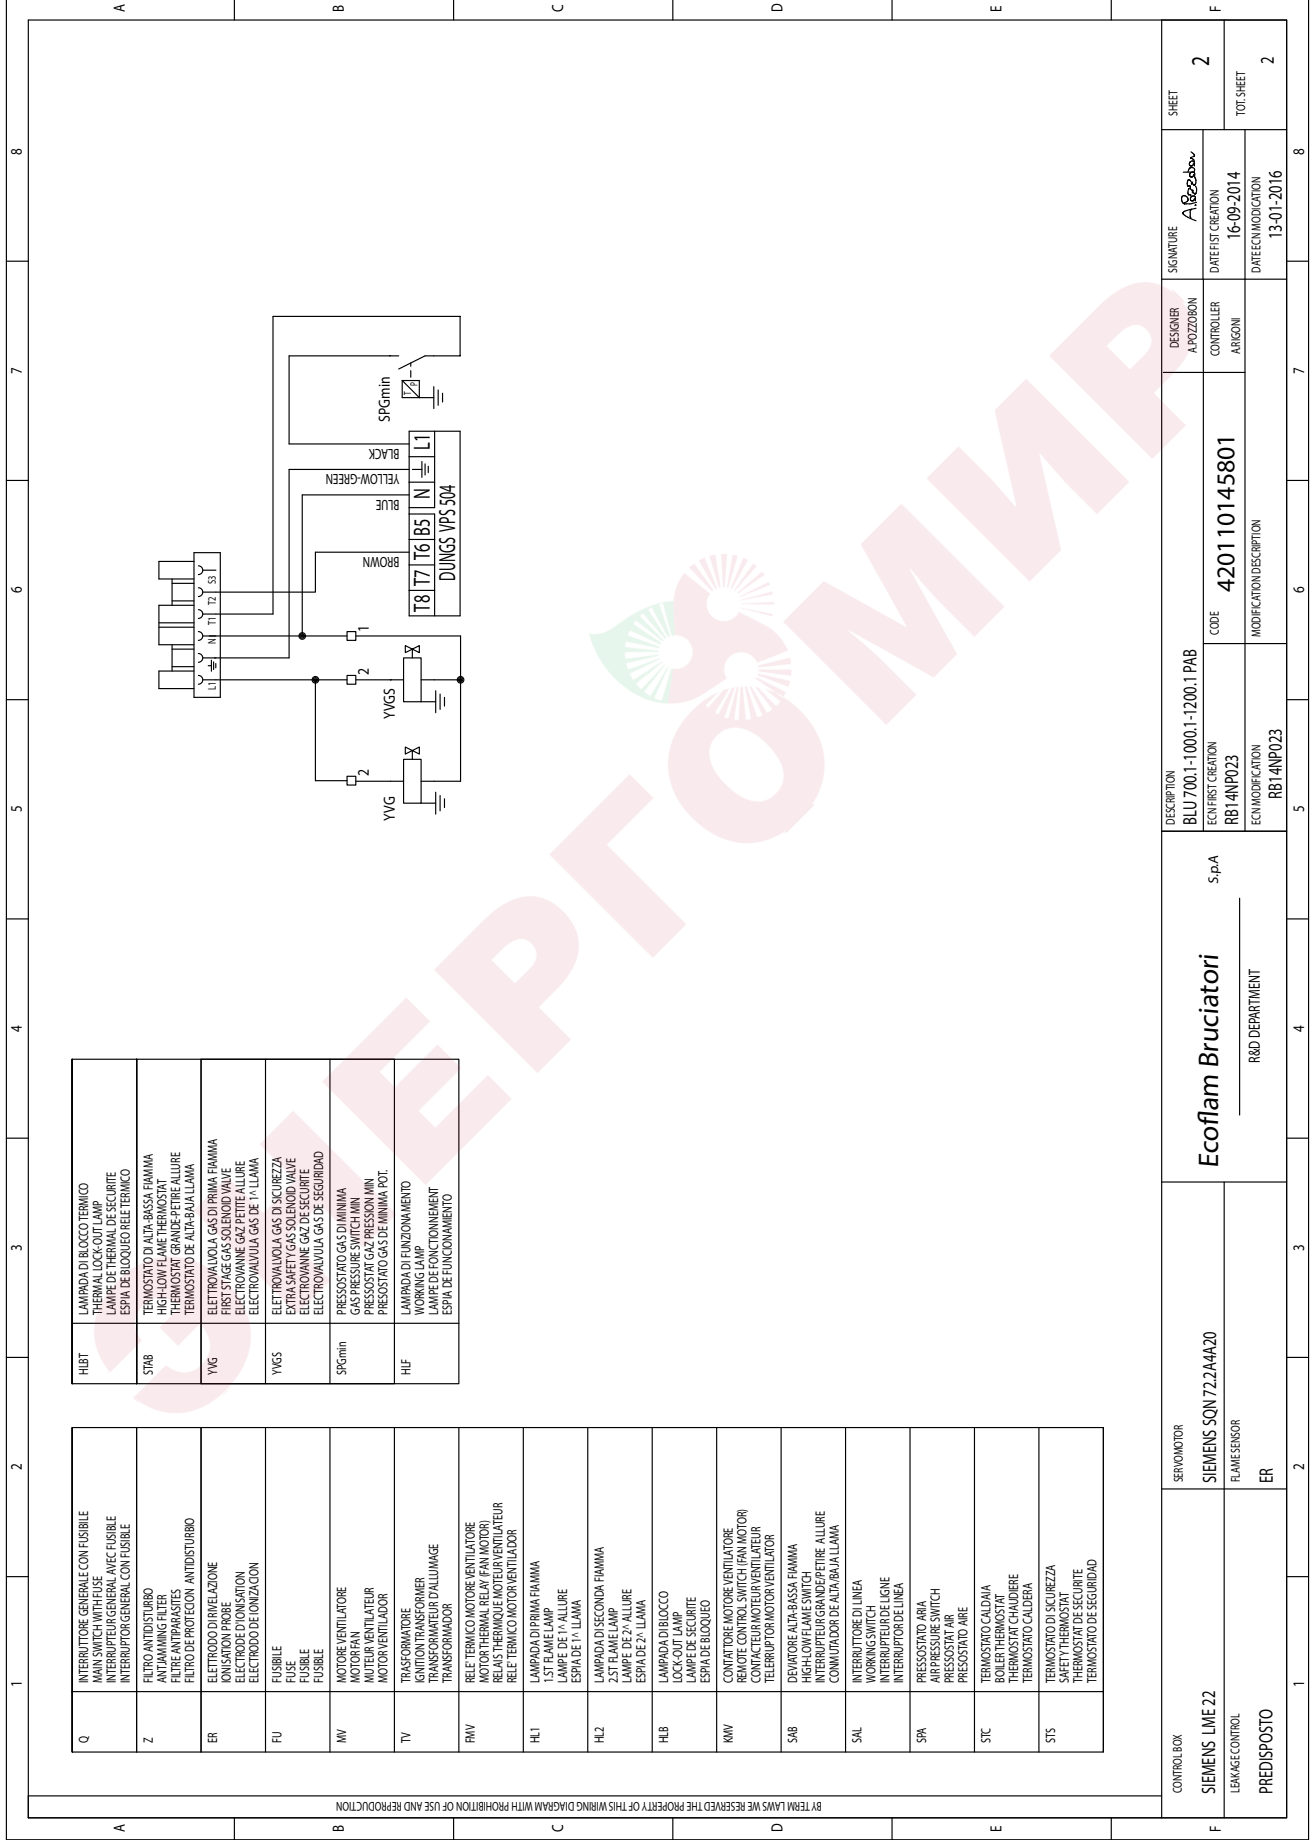 1
2
3
4
5
6
7
8
A
B
C
D
E
F
BY TERM LAWS WE RESERVED THE PROPERTY OF THIS WIRING DIAGRAM WITH PROHIBITION OF USE AND REPRODUCTION
Q
INTERRUTTORE GENERALE CON FUSIBILE
MAIN SWITCH WITH FUSE
INTERRUPTEUR GENERAL AVEC FUSIBLE
INTERRUPTOR GENERAL CON FUSIBLE
Z
FILTRO ANTIDISTURBO
ANTJAMMING FILTER
FILTRE ANTIPARASITES
FILTRO DE PROTECION ANTIDISTURBIO
ER
ELETTRODO DI RIVELAZIONE
IONISATION PROBE
ELECTRODE D'IONISATION
ELECTRODO DE IONIZACION
FU
FUSIBILE
FUSE
FUSIBLE
FUSIBLE
MV
MOTORE VENTILATORE
MOTOR FAN
MUTEUR VENTILATEUR
MOTOR VENTILADOR
TV
TRASFORMATORE
IGNITION TRANSFORMER
TRANSFORMATEUR D'ALLUMAGE
TRANSFORMADOR
FMV
RELE' TERMICO MOTORE VENTILATORE
MOTOR THERMAL RELAY (FAN MOTOR)
RELAIS THERMIQUE MOTEUR VENTILATEUR
RELE' TERMICO MOTOR VENTILADOR
HL1
LAMPADA DI PRIMA FIAMMA
1.ST FLAME LAMP
LAMPE DE 1^ ALLURE
ESPIA DE 1^ LLAMA
HL2
LAMPADA DI SECONDA FIAMMA
2.ST FLAME LAMP
LAMPE DE 2^ ALLURE
ESPIA DE 2^ LLAMA
HLB
LAMPADA DI BLOCCO
LOCK-OUT LAMP
LAMPE DE SECURITE
ESPIA DE BLOQUEO
KMV
CONTATTORE MOTORE VENTILATORE
REMOTE CONTROL SWITCH (FAN MOTOR)
CONTACTEUR MOTEUR VENTILATEUR
TELERRUPTOR MOTOR VENTILATOR
SAB
DEVIATORE ALTA-BASSA FIAMMA
HIGH-LOW FLAME SWITCH
INTERRUPTEUR GRANDE/PETIRE ALLURE
CONMUTADOR DE ALTA/BAJA LLAMA
SAL
INTERRUTTORE DI LINEA
WORKING SWITCH
INTERRUPTEUR DE LIGNE
INTERRUPTOR DE LINEA
SPA
PRESSOSTATO ARIA
AIR PRESSURE SWITCH
PRESSOSTAT AIR
PRESOSTATO AIRE
STC
TERMOSTATO CALDAIA
BOILER THERMOSTAT
THERMOSTAT CHAUDIERE
TERMOSTATO CALDERA
STS
TERMOSTATO DI SICUREZZA
SAFETY THERMOSTAT
THERMOSTAT DE SECURITE
TERMOSTATO DE SEGURIDAD
HLBT
LAMPADA DI BLOCCO TERMICO
THERMAL LOCK-OUT LAMP
LAMPE DE THERMAL DE SECURITE
ESPIA DE BLOQUEO RELE TERMICO
STAB
TERMOSTATO DI ALTA-BASSA FIAMMA
HIGH-LOW FLAME THERMOSTAT
THERMOSTAT GRANDE-PETIRE ALLURE
TERMOSTATO DE ALTA-BAJA LLAMA
YVG
ELETTROVALVOLA GAS DI PRIMA FIAMMA
FIRST STAGE GAS SOLENOID VALVE
ELECTROVANNE GAZ PETITE ALLURE
ELECTROVALVULA GAS DE 1^ LLAMA
YVGS
ELETTROVALVOLA GAS DI SICUREZZA
EXTRA SAFETY GAS SOLENOID VALVE
ELECTROVANNE GAZ DE SECURITE
ELECTROVALVULA GAS DE SEGURIDAD
SPGmin
PRESSOSTATO GAS DI MINIMA
GAS PRESSURE SWITCH MIN
PRESSOSTAT GAZ PRESSION MIN
PRESOSTATO GAS DE MINIMA POT.
HLF
LAMPADA DI FUNZIONAMENTO
WORKING LAMP
LAMPE DE FONCTIONNEMENT
ESPIA DE FUNCIONAMIENTO
L1
N1
T1
T2
S3
2
2
1
YVG
YVGS
BROWN
BLUE
YELLOW-GREEN
BLACK
T8 T7 T6 B5 N L1
DUNGS VPS 504
SPGmin
T
P
CONTROL BOX
SIEMENS LME 22
LEAKAGE CONTROL
PREDISPOSTO
SERVOMOTOR
SIEMENS SQN 72.2A4A20
FLAME SENSOR
ER
Ecoflam Bruciatori S.p.A
R&D DEPARTMENT
DESCRIPTION
BLU 700.1-1000.1-1200.1 PAB
ECN FIRST CREATION
RB14NP023
CODE
420110145801
ECN MODIFICATION
RB14NP023
MODIFICATION DESCRIPTION
DESIGNER
A.POZZOBON
CONTROLLER
A.RIGONI
SIGNATURE
A.Pozzobon
DATE FIST CREATION
16-09-2014
DATE ECN MODICATION
13-01-2016
SHEET
2
TOT. SHEET
2
A
B
C
D
E
F
1
2
3
4
5
6
7
8
ЭНЕРГОМИР